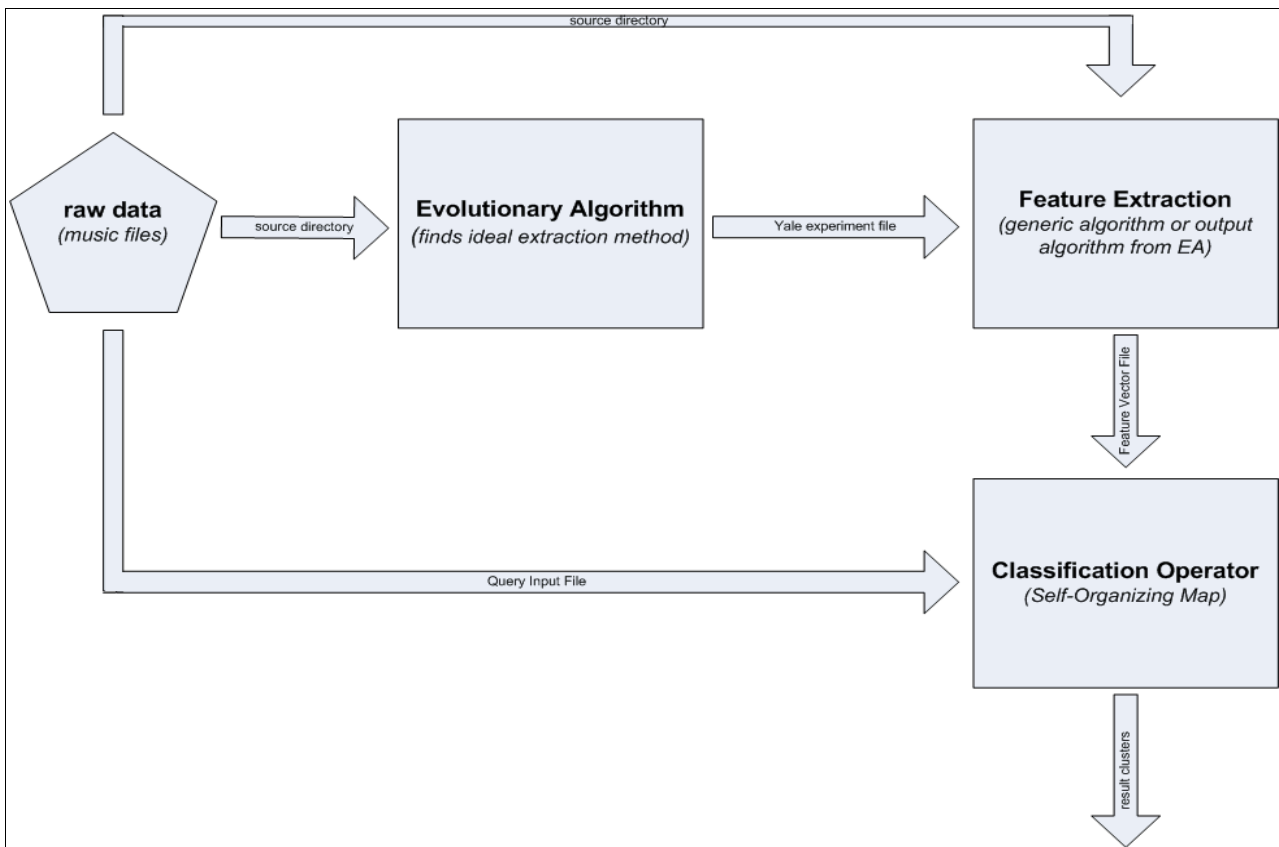 source directory
raw data
(music files)
source directory
Evolutionary Algorithm
(finds ideal extraction method)
Yale experiment file
Feature Extraction
(generic algorithm or output
algorithm from EA)
Feature Vector File
Query Input File
Classification Operator
(Self-Organizing Map)
result clusters